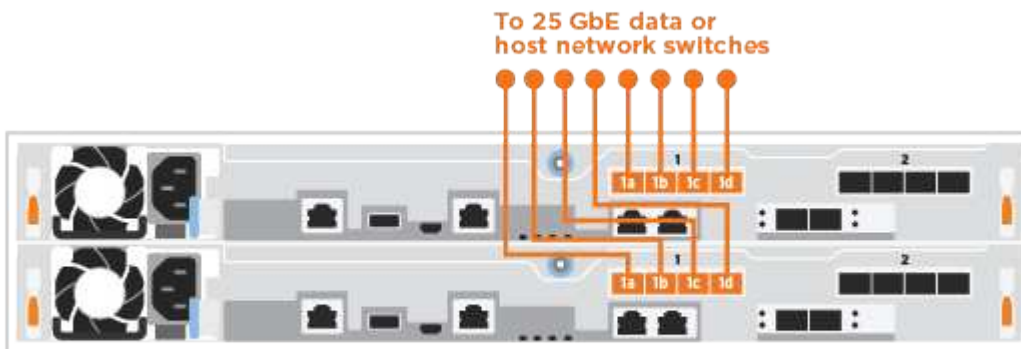 To 25 GbE data or
host network switches
1 2
1a 1b 1c 1d
1 2
1a 1b 1c 1d